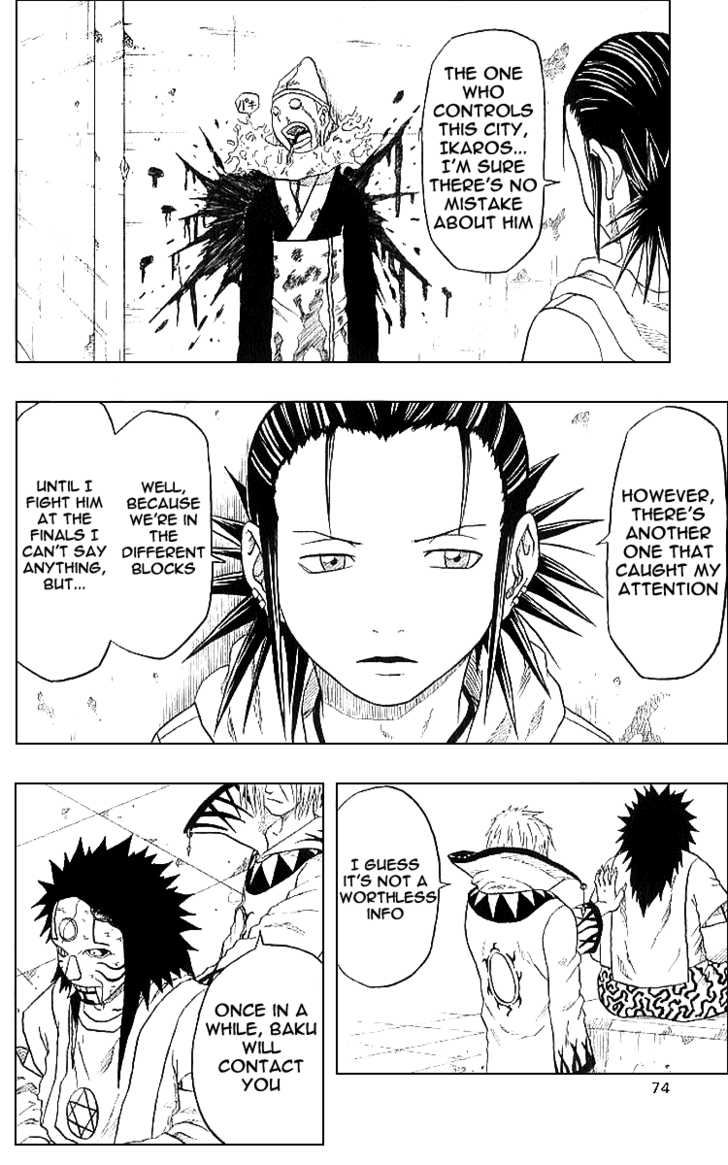 THE ONE
WHO
CONTROLS
THIS CITY,
IKAROS...
I'M SURE
THERE'S NO
MISTAKE
ABOUT HIM
HOWEVER,
THERE'S
ANOTHER
ONE THAT
CAUGHT MY
ATTENTION
WELL,
BECAUSE
WE'RE IN
THE
DIFFERENT
BLOCKS
UNTIL I
FIGHT HIM
AT THE
FINALS I
CAN'T SAY
ANYTHING,
BUT...
I GUESS
IT'S NOT A
WORTHLESS
INFO
ONCE IN A
WHILE, BAKU
WILL
CONTACT
YOU
74